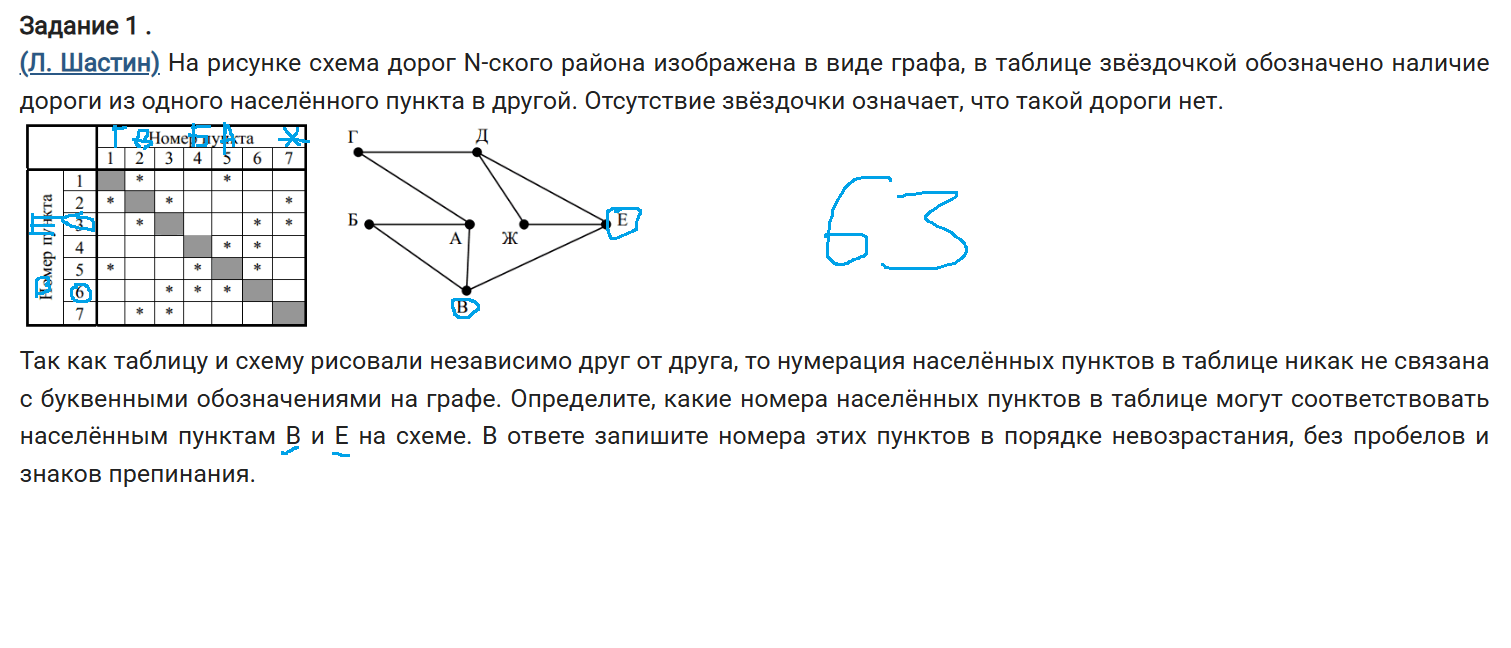 Задание 1 .
(Л. Шастин) На рисунке схема дорог N-ского района изображена в виде графа, в таблице звёздочкой обозначено наличие
дороги из одного населённого пункта в другой. Отсутствие звёздочки означает, что такой дороги нет.
Г В Б А Ж
Номер пункта
1 2 3 4 5 6 7
Номер пункта
1 * *
2 * * *
3 * * *
4 * *
5 * * *
6 * * *
7 * *
В
Г Д
Б А Ж Е
В
63
Так как таблицу и схему рисовали независимо друг от друга, то нумерация населённых пунктов в таблице никак не связана
с буквенными обозначениями на графе. Определите, какие номера населённых пунктов в таблице могут соответствовать
населённым пунктам В и Е на схеме. В ответе запишите номера этих пунктов в порядке невозрастания, без пробелов и
знаков препинания.